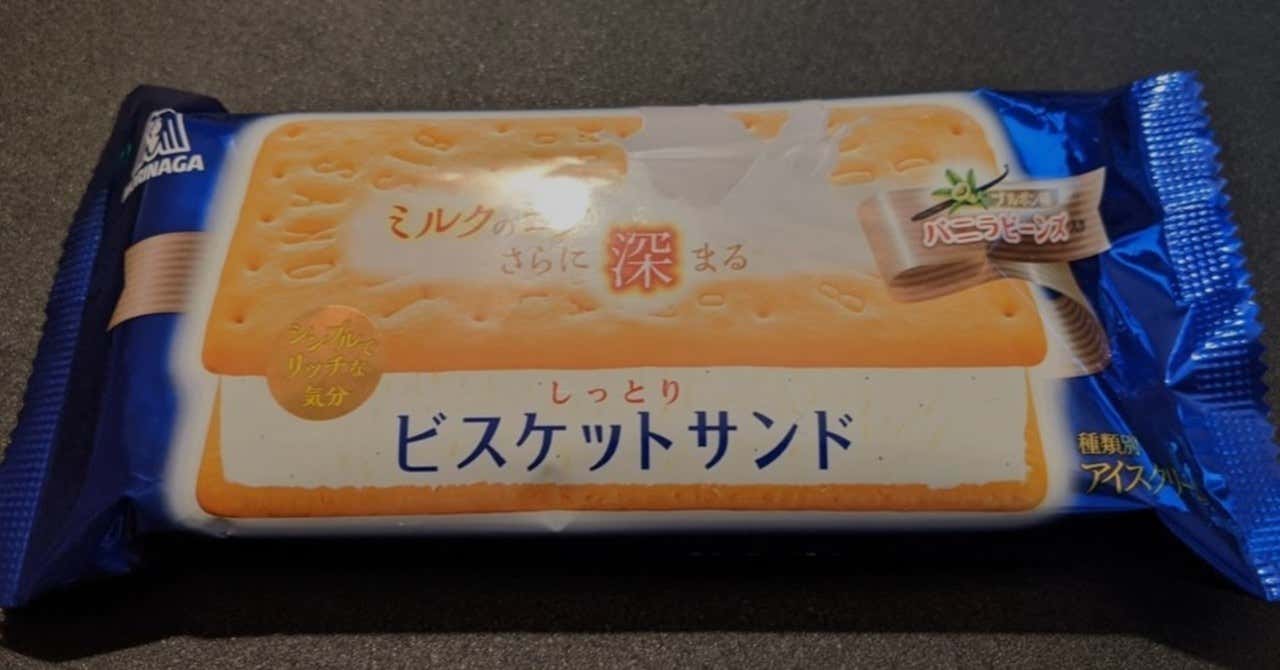 MORINAGA
ミルクの
さらに 深まる
バニラビーンズ
シンプルで
リッチな
気分
しっとり
ビスケットサンド
種類別
アイスクリーム